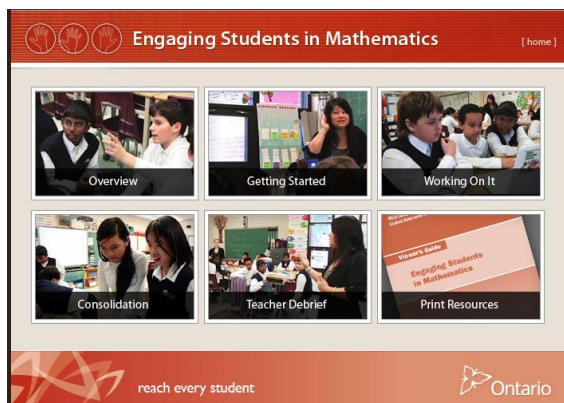 Engaging Students in Mathematics
[ home ]
Overview
Getting Started
Working On It
Consolidation
Teacher Debrief
Viewer's Guide
Engaging Students
in Mathematics
Print Resources
reach every student
Ontario